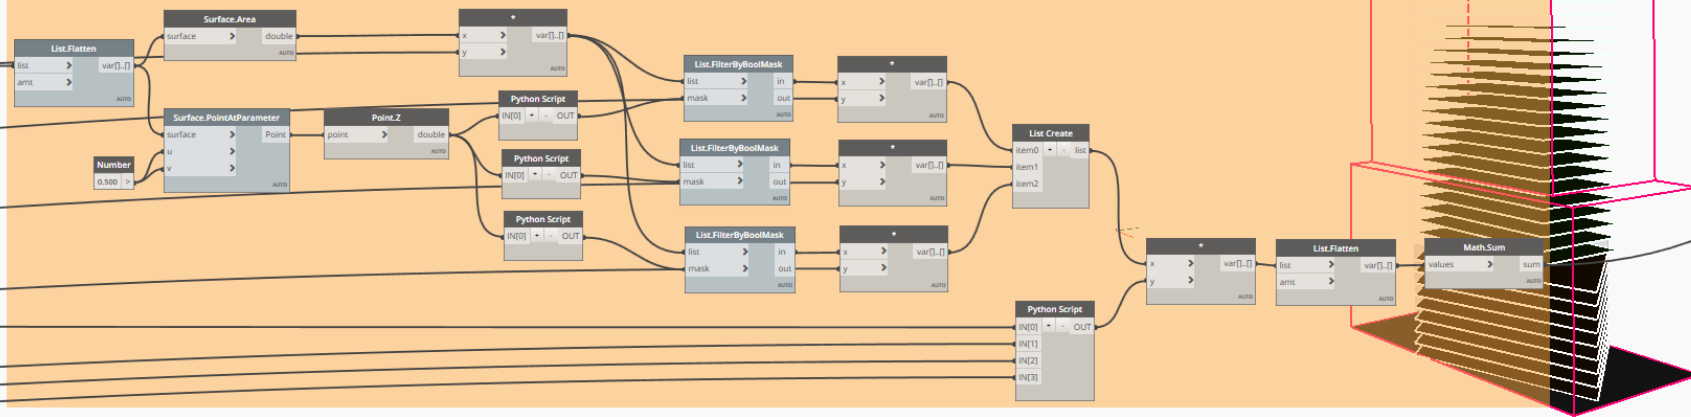 List.Flatten
list > var[]..[]
amt >
AUTO
Surface.Area
surface > double
AUTO
*
x > var[]..[]
y >
AUTO
Surface.PointAtParameter
surface > Point
u >
v >
AUTO
Number
0.500 >
Point.Z
point > double
AUTO
Python Script
IN[0] + - OUT
AUTO
Python Script
IN[0] + - OUT
AUTO
Python Script
IN[0] + - OUT
AUTO
List.FilterByBoolMask
list > in
mask > out
AUTO
List.FilterByBoolMask
list > in
mask > out
AUTO
List.FilterByBoolMask
list > in
mask > out
AUTO
*
x > var[]..[]
y >
AUTO
*
x > var[]..[]
y >
AUTO
*
x > var[]..[]
y >
AUTO
List Create
item0 + - list
item1
item2
AUTO
Python Script
IN[0] + - OUT
IN[1]
IN[2]
IN[3]
AUTO
*
x > var[]..[]
y >
AUTO
List.Flatten
list > var[]..[]
amt >
AUTO
Math.Sum
values > sum
AUTO